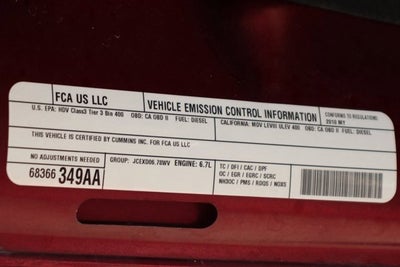 FCA US LLC
VEHICLE EMISSION CONTROL INFORMATION
CONFORMS TO REGULATIONS:
2018 MY
U.S. EPA: HDV Class3 Tier 3 Bin 400 OBD: CA OBD II FUEL: DIESEL
CALIFORNIA: MDV LEVIII ULEV 400 OBD: CA OBD II FUEL: DIESEL
THIS VEHICLE IS CERTIFIED BY CUMMINS INC. FOR FCA US LLC
NO ADJUSTMENTS NEEDED
68366 349AA
GROUP: JCEXD06.78WV ENGINE: 6.7L
TC / DFI / CAC / DPF
OC / EGR / EGRC / SCRC
NH3OC / PMS / RDQS / NOXS